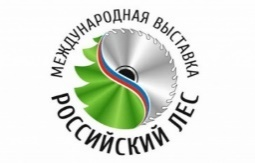 МЕЖДУНАРОДНАЯ ВЫСТАВКА
РОССИЙСКИЙ ЛЕС